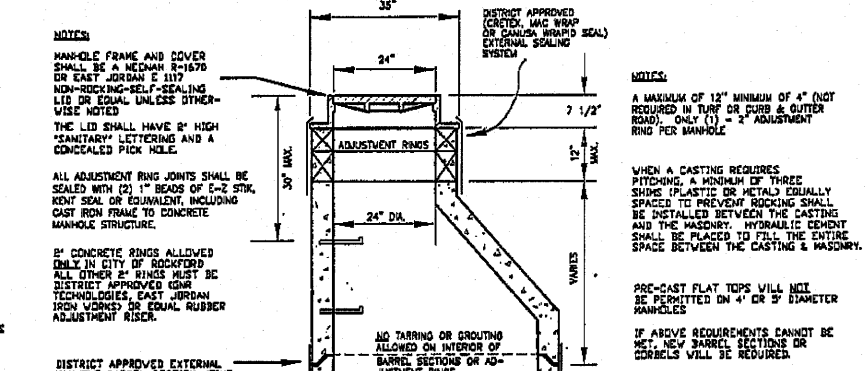 NOTES:
MANHOLE FRAME AND COVER
SHALL BE A NEENAH R-1670
OR EAST JORDAN E 1117
NON-ROCKING-SELF-SEALING
LID OR EQUAL UNLESS OTHER-
WISE NOTED
THE LID SHALL HAVE 2" HIGH
"SANITARY" LETTERING AND A
CONCEALED PICK HOLE.
ALL ADJUSTMENT RING JOINTS SHALL BE
SEALED WITH (2) 1" BEADS OF E-Z STIK,
KENT SEAL OR EQUIVALENT, INCLUDING
CAST IRON FRAME TO CONCRETE
MANHOLE STRUCTURE.
2" CONCRETE RINGS ALLOWED
ONLY IN CITY OF ROCKFORD
ALL OTHER 2" RINGS MUST BE
DISTRICT APPROVED (GNR
TECHNOLOGIES, EAST JORDAN
IRON WORKS) OR EQUAL RUBBER
ADJUSTMENT RISER.
DISTRICT APPROVED EXTERNAL
35"
24"
30" MAX.
ADJUSTMENT RINGS
24" DIA.
NO TARRING OR GROUTING
ALLOWED ON INTERIOR OF
BARREL SECTIONS OR AD-
DISTRICT APPROVED
(CRETEX, MAC WRAP
OR CANUSA WRAPID SEAL)
EXTERNAL SEALING
SYSTEM
7 1/2"
12"
MAX.
VARIES
NOTES:
A MAXIMUM OF 12" MINIMUM OF 4" (NOT
REQUIRED IN TURF OR CURB & GUTTER
ROAD). ONLY (1) - 2" ADJUSTMENT
RING PER MANHOLE
WHEN A CASTING REQUIRES
PITCHING, A MINIMUM OF THREE
SHIMS (PLASTIC OR METAL) EQUALLY
SPACED TO PREVENT ROCKING SHALL
BE INSTALLED BETWEEN THE CASTING
AND THE MASONRY. HYDRAULIC CEMENT
SHALL BE PLACED TO FILL THE ENTIRE
SPACE BETWEEN THE CASTING & MASONRY.
PRE-CAST FLAT TOPS WILL NOT
BE PERMITTED ON 4' OR 5' DIAMETER
MANHOLES
IF ABOVE REQUIREMENTS CANNOT BE
MET, NEW BARREL SECTIONS OR
CORBELS WILL BE REQUIRED.